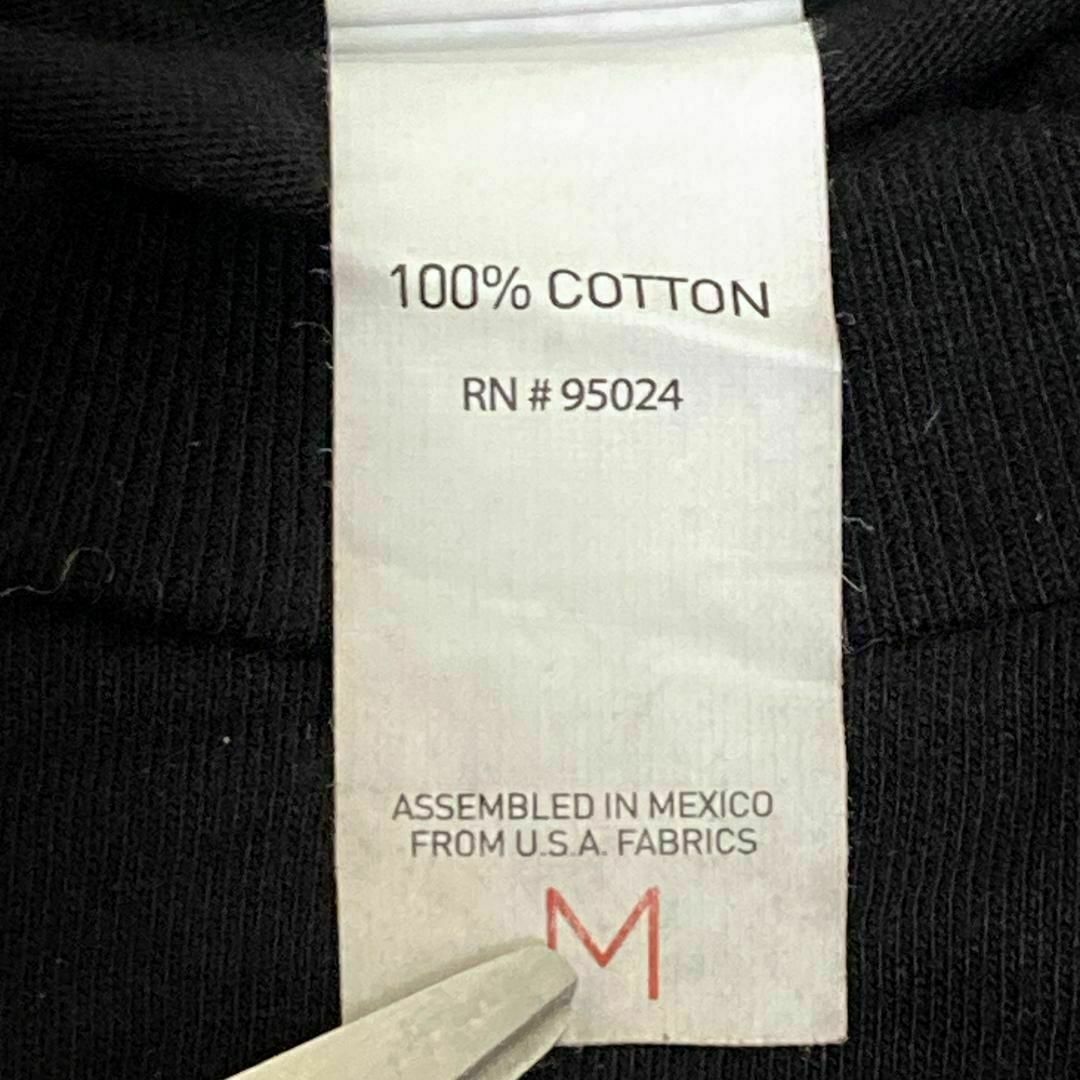 100% COTTON
RN # 95024
ASSEMBLED IN MEXICO
FROM U.S.A. FABRICS
M